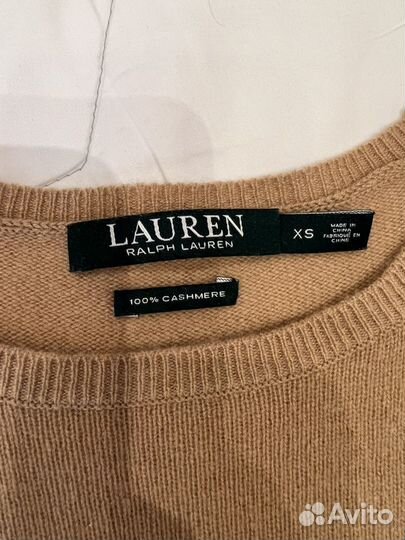 LAUREN
RALPH LAUREN
XS
MADE IN
CHINA
FABRIQUÉ EN
CHINE
100% CASHMERE
Avito